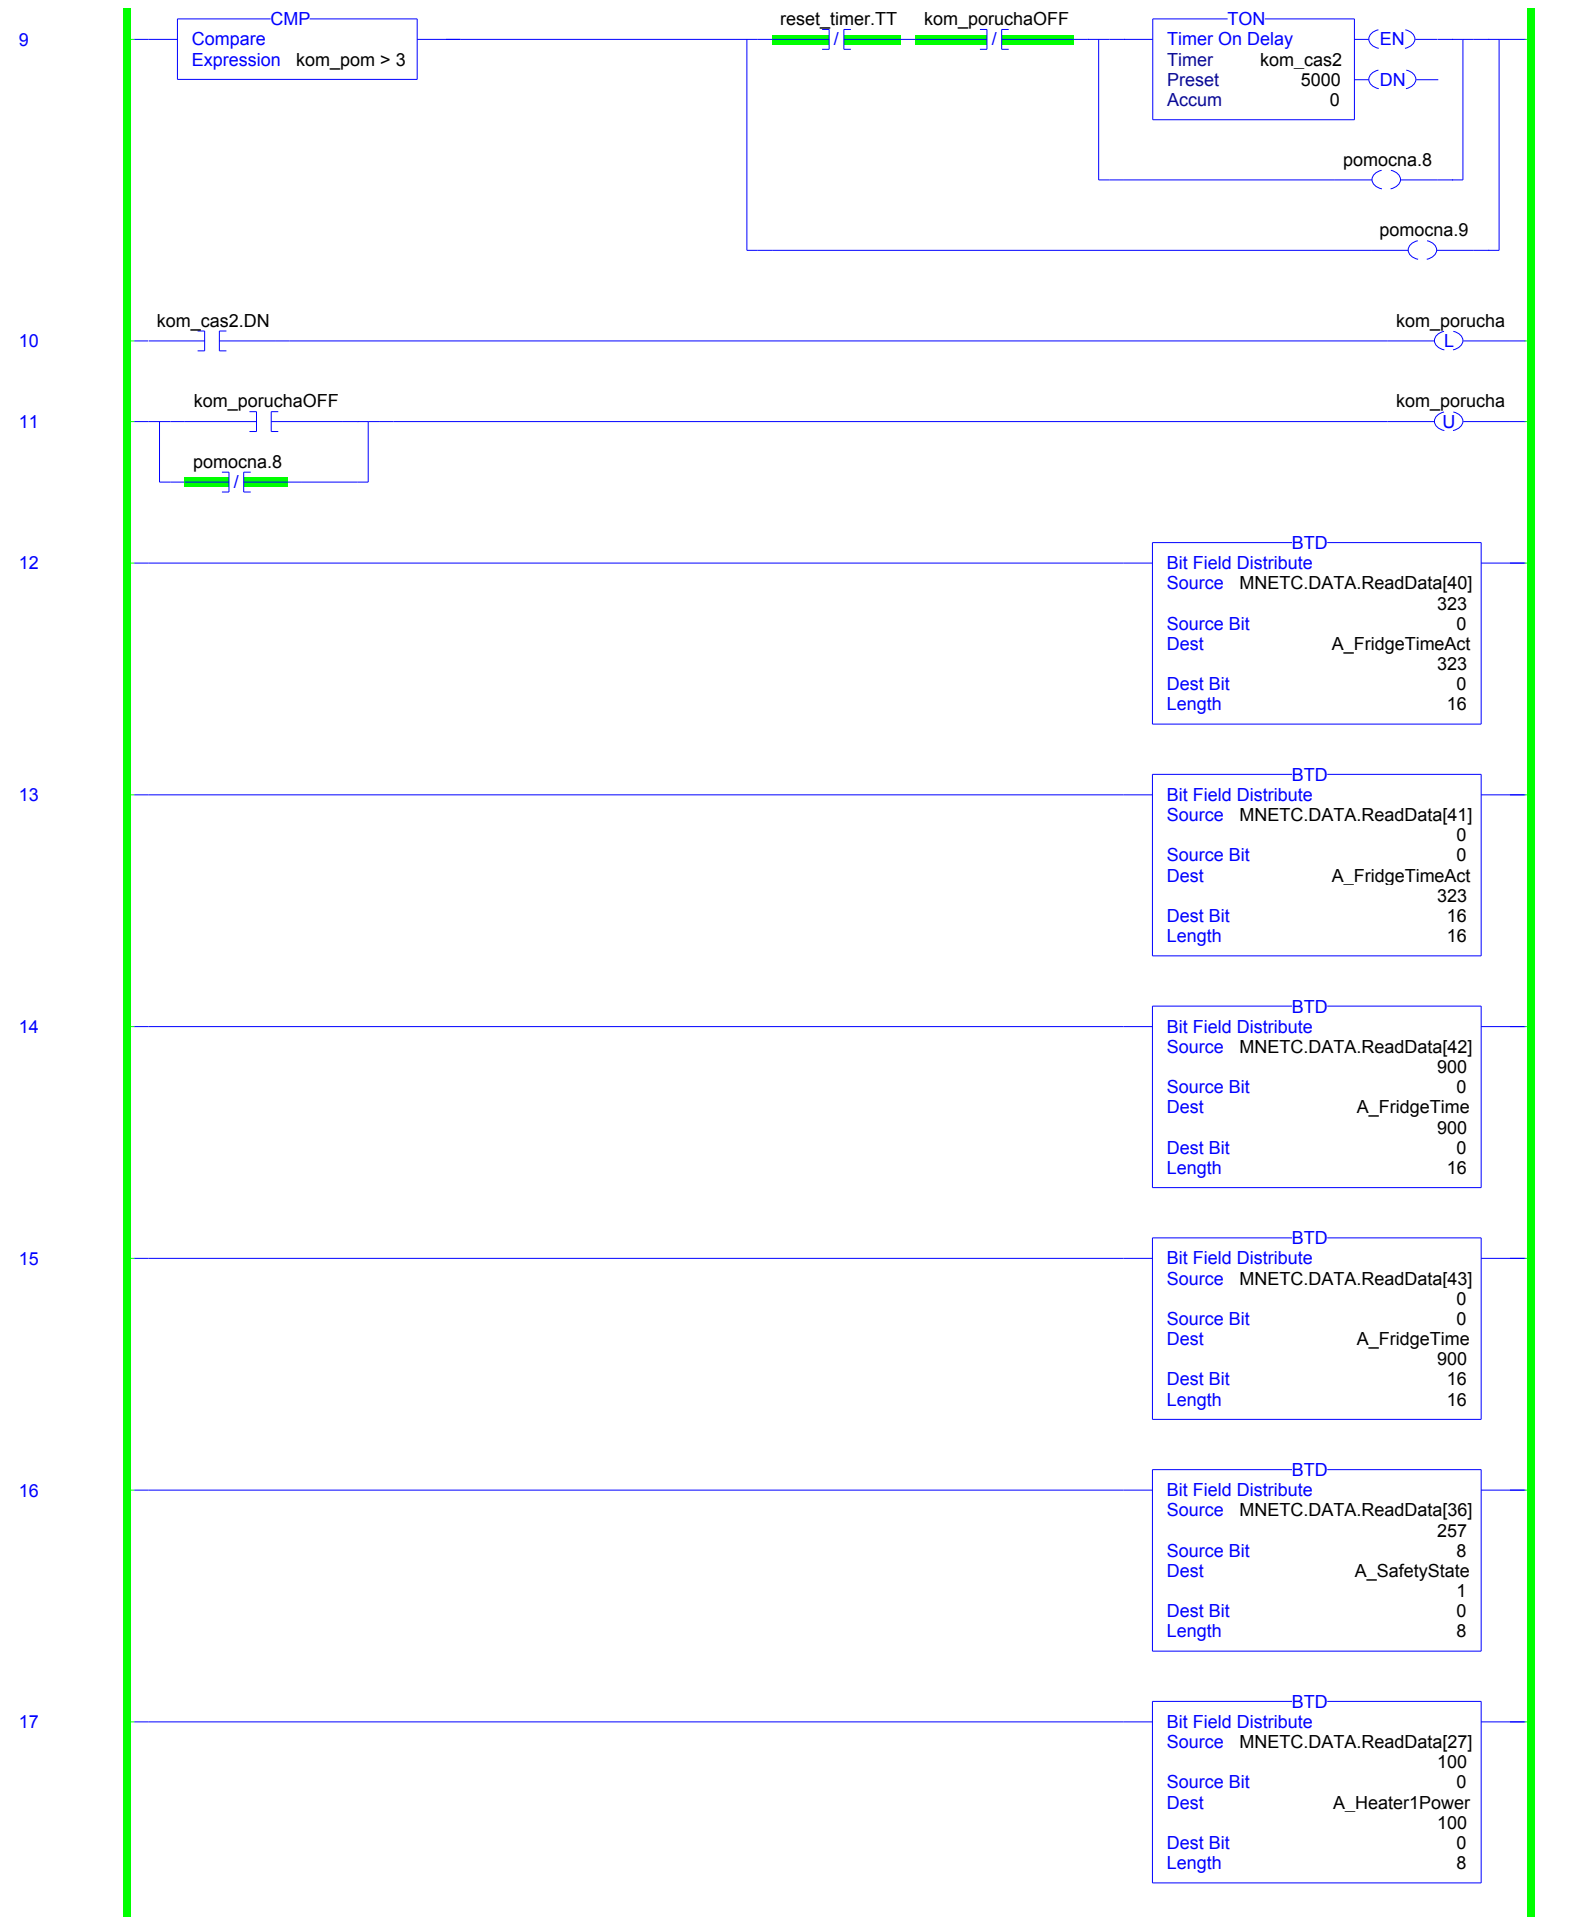 9
CMP
Compare
Expression kom_pom > 3
reset_timer.TT kom_poruchaOFF
/ /
TON
Timer On Delay
Timer kom_cas2
Preset 5000
Accum 0
EN
DN
pomocna.8
pomocna.9
10
kom_cas2.DN
kom_porucha
L
11
kom_poruchaOFF
kom_porucha
U
pomocna.8
/
12
BTD
Bit Field Distribute
Source MNETC.DATA.ReadData[40]
323
Source Bit 0
Dest A_FridgeTimeAct
323
Dest Bit 0
Length 16
13
BTD
Bit Field Distribute
Source MNETC.DATA.ReadData[41]
0
Source Bit 0
Dest A_FridgeTimeAct
323
Dest Bit 16
Length 16
14
BTD
Bit Field Distribute
Source MNETC.DATA.ReadData[42]
900
Source Bit 0
Dest A_FridgeTime
900
Dest Bit 0
Length 16
15
BTD
Bit Field Distribute
Source MNETC.DATA.ReadData[43]
0
Source Bit 0
Dest A_FridgeTime
900
Dest Bit 16
Length 16
16
BTD
Bit Field Distribute
Source MNETC.DATA.ReadData[36]
257
Source Bit 8
Dest A_SafetyState
1
Dest Bit 0
Length 8
17
BTD
Bit Field Distribute
Source MNETC.DATA.ReadData[27]
100
Source Bit 0
Dest A_Heater1Power
100
Dest Bit 0
Length 8